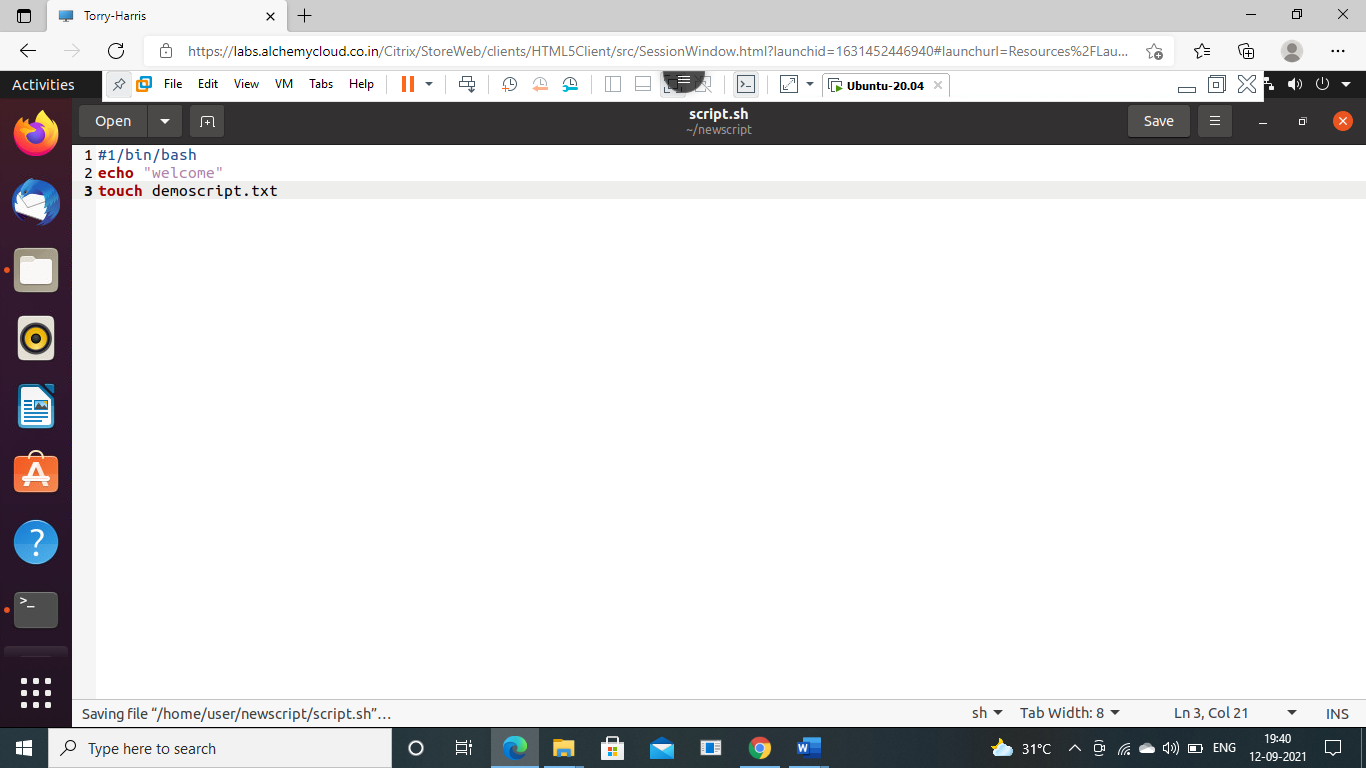 Torry-Harris
https://labs.alchemycloud.co.in/Citrix/StoreWeb/clients/HTML5Client/src/SessionWindow.html?launchid=1631452446940#launchurl=Resources%2FLau...
Activities
File Edit View VM Tabs Help
Ubuntu-20.04
Open
script.sh
~/newscript
Save
1 #1/bin/bash
2 echo "welcome"
3 touch demoscript.txt
Saving file “/home/user/newscript/script.sh”…
sh Tab Width: 8 Ln 3, Col 21 INS
Type here to search
31°C
ENG
19:40
12-09-2021